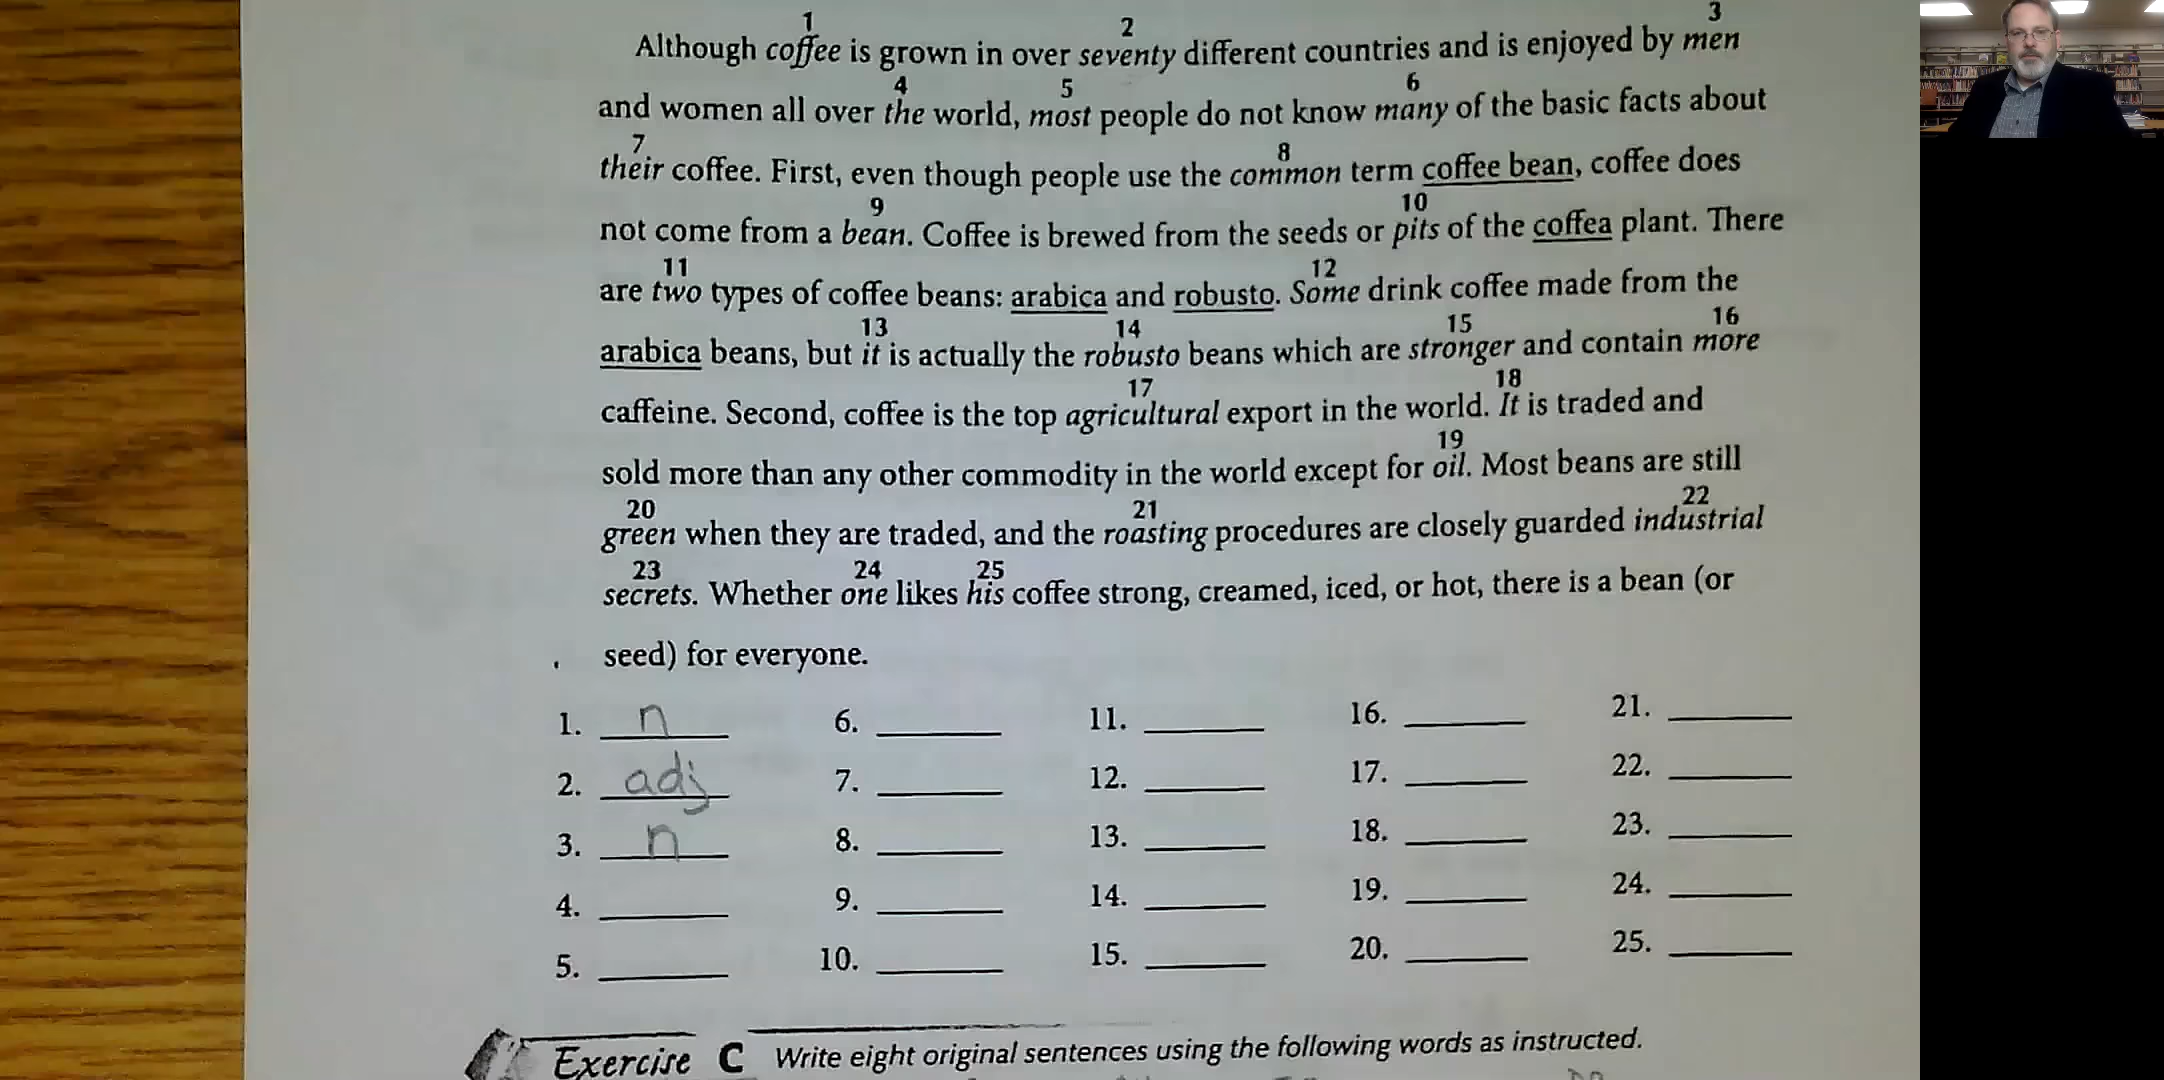 1 2 3
Although coffee is grown in over seventy different countries and is enjoyed by men
4 5 6
and women all over the world, most people do not know many of the basic facts about
7 8
their coffee. First, even though people use the common term coffee bean, coffee does
9 10
not come from a bean. Coffee is brewed from the seeds or pits of the coffea plant. There
11 12
are two types of coffee beans: arabica and robusto. Some drink coffee made from the
13 14 15 16
arabica beans, but it is actually the robusto beans which are stronger and contain more
17 18
caffeine. Second, coffee is the top agricultural export in the world. It is traded and
19
sold more than any other commodity in the world except for oil. Most beans are still
20 21 22
green when they are traded, and the roasting procedures are closely guarded industrial
23 24 25
secrets. Whether one likes his coffee strong, creamed, iced, or hot, there is a bean (or
seed) for everyone.
1. n 6. 11. 16. 21.
2. adj 7. 12. 17. 22.
3. n 8. 13. 18. 23.
4. 9. 14. 19. 24.
5. 10. 15. 20. 25.
Exercise C Write eight original sentences using the following words as instructed.